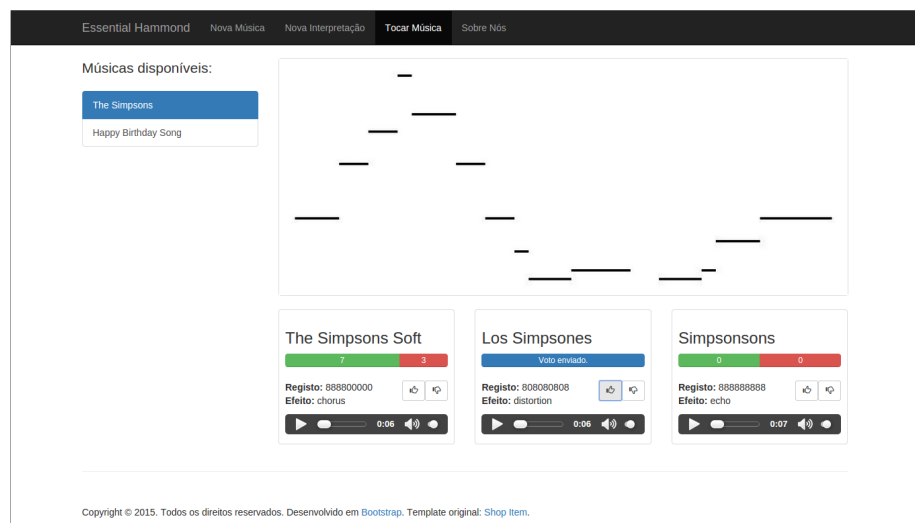 Essential Hammond Nova Música Nova Interpretação Tocar Música Sobre Nós
Músicas disponíveis:
The Simpsons
Happy Birthday Song
The Simpsons Soft
7 3
Registo: 888800000
Efeito: chorus
0:06
Los Simpsones
Voto enviado.
Registo: 808080808
Efeito: distortion
0:06
Simpsonsons
0 0
Registo: 888888888
Efeito: echo
0:07
Copyright © 2015. Todos os direitos reservados. Desenvolvido em Bootstrap. Template original: Shop Item.